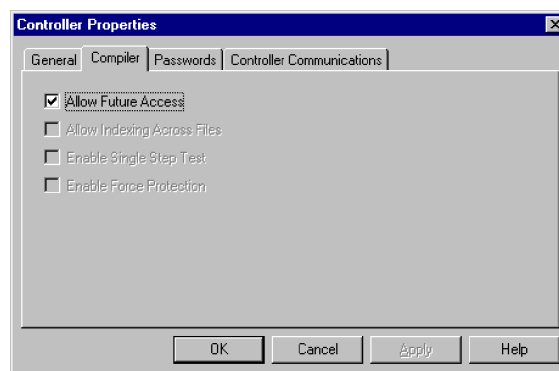 Controller Properties
General Compiler Passwords Controller Communications
Allow Future Access
Allow Indexing Across Files
Enable Single Step Test
Enable Force Protection
OK Cancel Apply Help